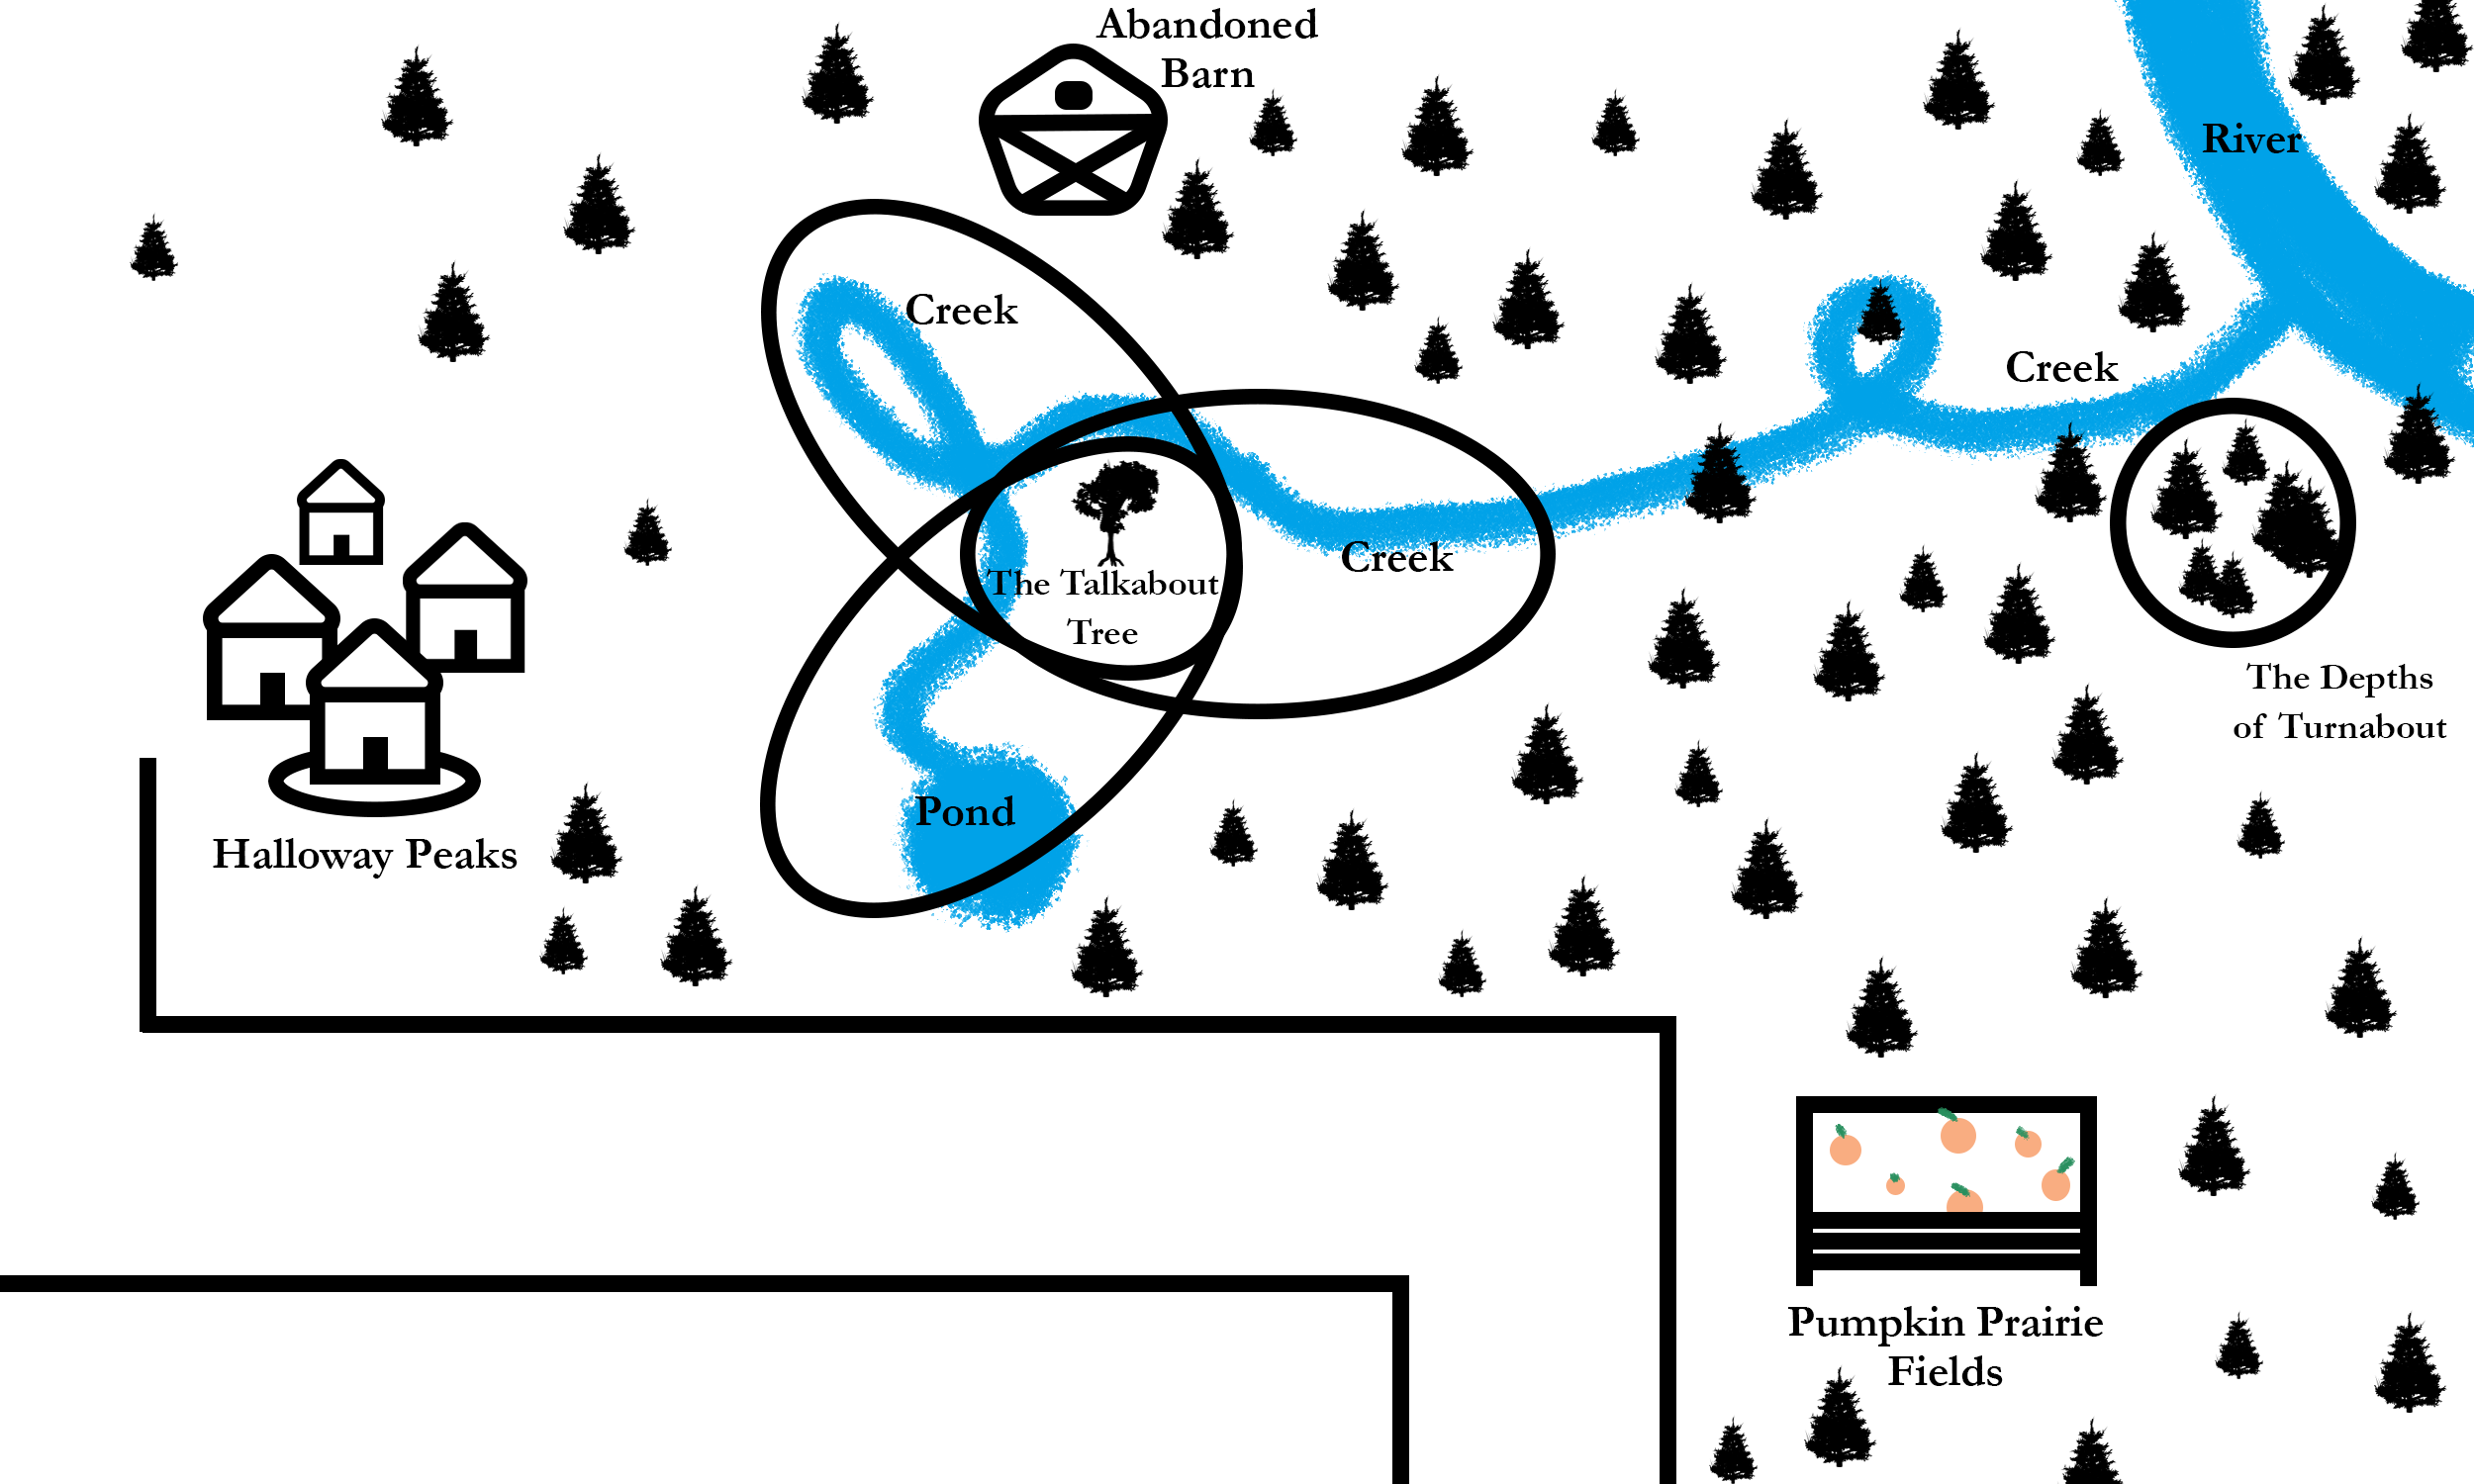 Abandoned
Barn
River
Creek
Creek
Creek
The Talkabout
Tree
The Depths
of Turnabout
Pond
Halloway Peaks
Pumpkin Prairie
Fields